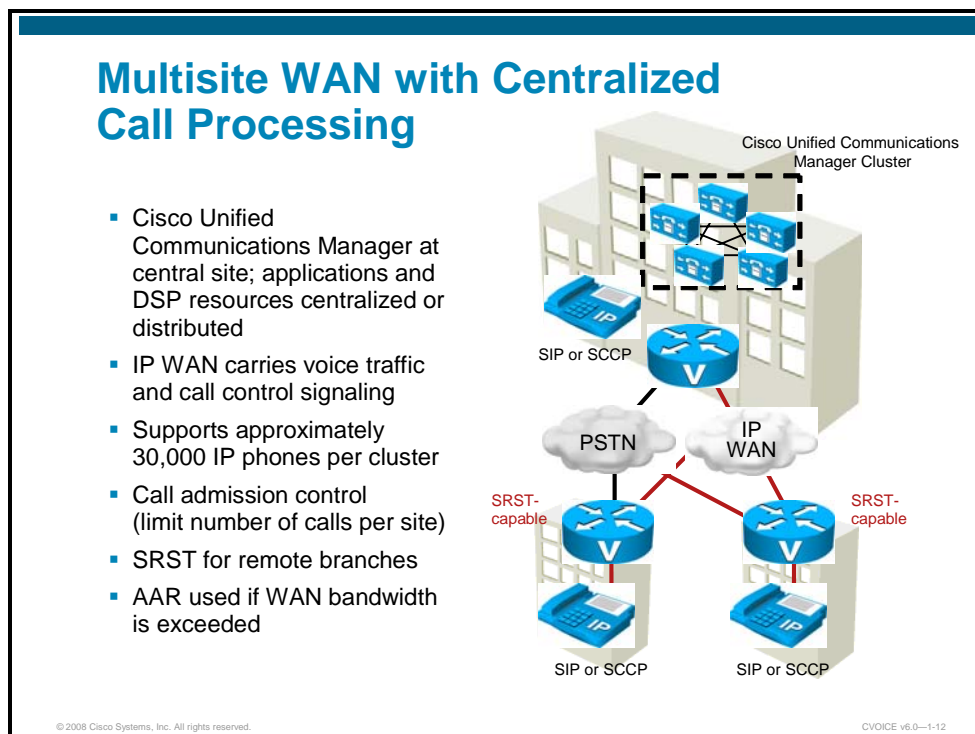 Multisite WAN with Centralized
Call Processing
Cisco Unified Communications
Manager Cluster
▪ Cisco Unified
Communications Manager at
central site; applications and
DSP resources centralized or
distributed
▪ IP WAN carries voice traffic
and call control signaling
▪ Supports approximately
30,000 IP phones per cluster
▪ Call admission control
(limit number of calls per site)
▪ SRST for remote branches
▪ AAR used if WAN bandwidth
is exceeded
IP
SIP or SCCP
V
PSTN
IP
WAN
SRST-
capable
SRST-
capable
V
V
IP
IP
SIP or SCCP
SIP or SCCP
© 2008 Cisco Systems, Inc. All rights reserved.
CVOICE v6.0—1-12